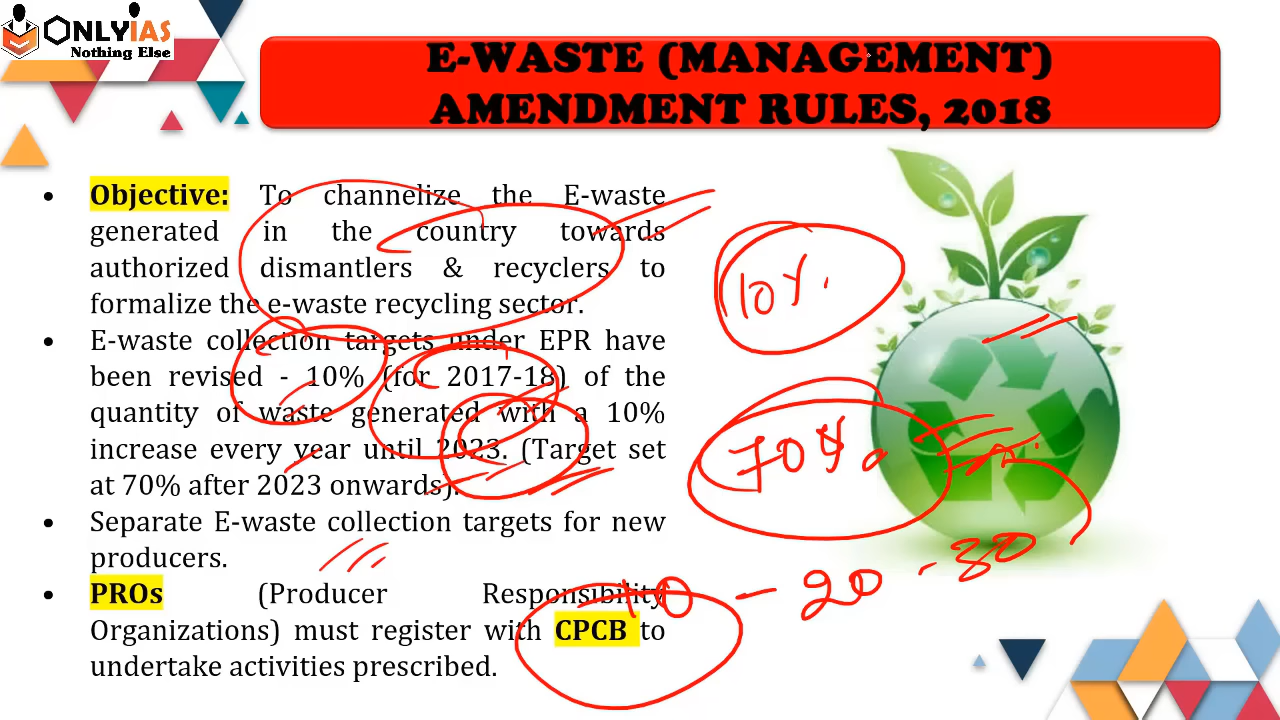 ONLYIAS
Nothing Else
E-WASTE (MANAGEMENT)
AMENDMENT RULES, 2018
• Objective: To channelize the E-waste
generated in the country towards
authorized dismantlers & recyclers to
formalize the e-waste recycling sector.
• E-waste collection targets under EPR have
been revised - 10% (for 2017-18) of the
quantity of waste generated with a 10%
increase every year until 2023. (Target set
at 70% after 2023 onwards).
• Separate E-waste collection targets for new
producers.
• PROs (Producer Responsibility
Organizations) must register with CPCB to
undertake activities prescribed.
10%
70%
10 - 20 - 30